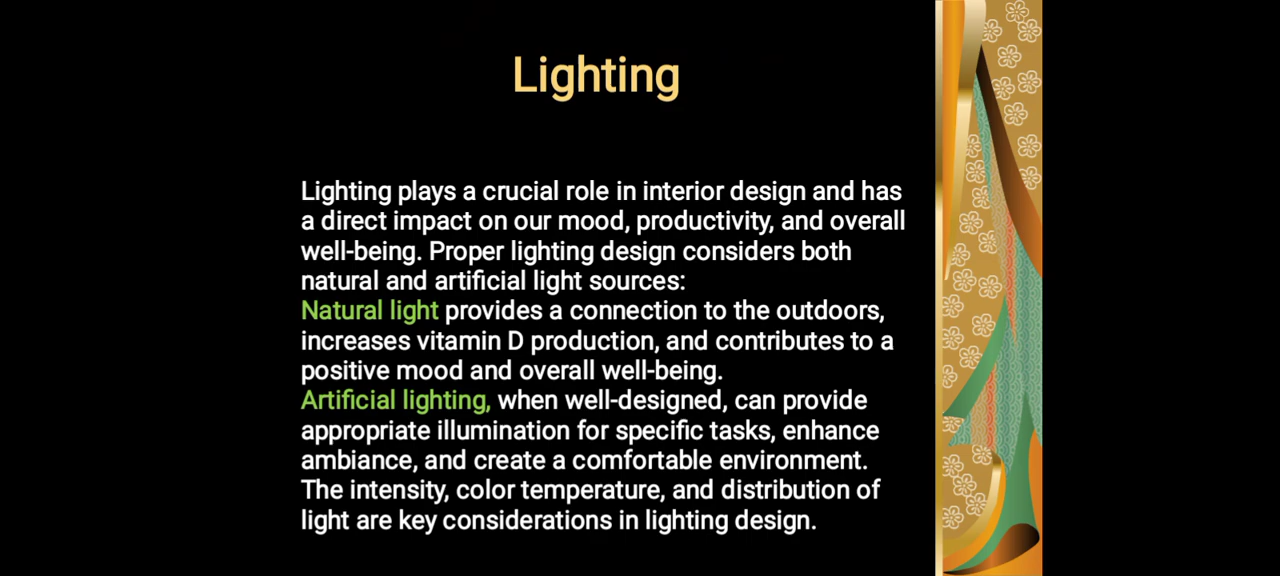 Lighting
Lighting plays a crucial role in interior design and has
a direct impact on our mood, productivity, and overall
well-being. Proper lighting design considers both
natural and artificial light sources:
Natural light provides a connection to the outdoors,
increases vitamin D production, and contributes to a
positive mood and overall well-being.
Artificial lighting, when well-designed, can provide
appropriate illumination for specific tasks, enhance
ambiance, and create a comfortable environment.
The intensity, color temperature, and distribution of
light are key considerations in lighting design.